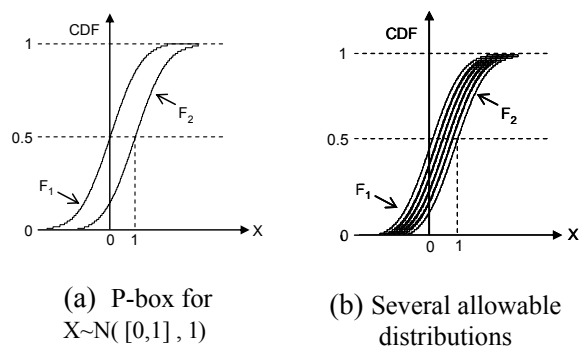 CDF
1
F2
0.5
F1
0
0
1
X
(a) P-box for
X~N( [0,1] , 1)
CDF
1
F2
0.5
F1
0
0
1
X
(b) Several allowable
distributions